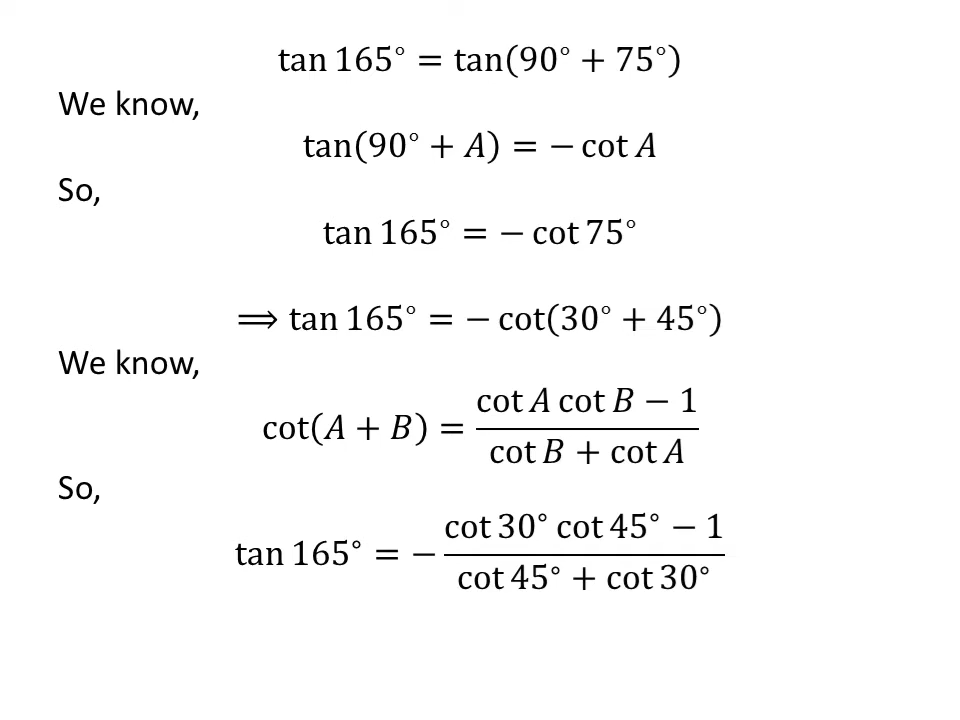 tan 165° = tan(90° + 75°)
We know,
tan(90° + A) = − cot A
So,
tan 165° = − cot 75°
⟹ tan 165° = − cot(30° + 45°)
We know,
cot(A + B) = \frac{cot A cot B − 1}{cot B + cot A}
So,
tan 165° = − \frac{cot 30° cot 45° − 1}{cot 45° + cot 30°}